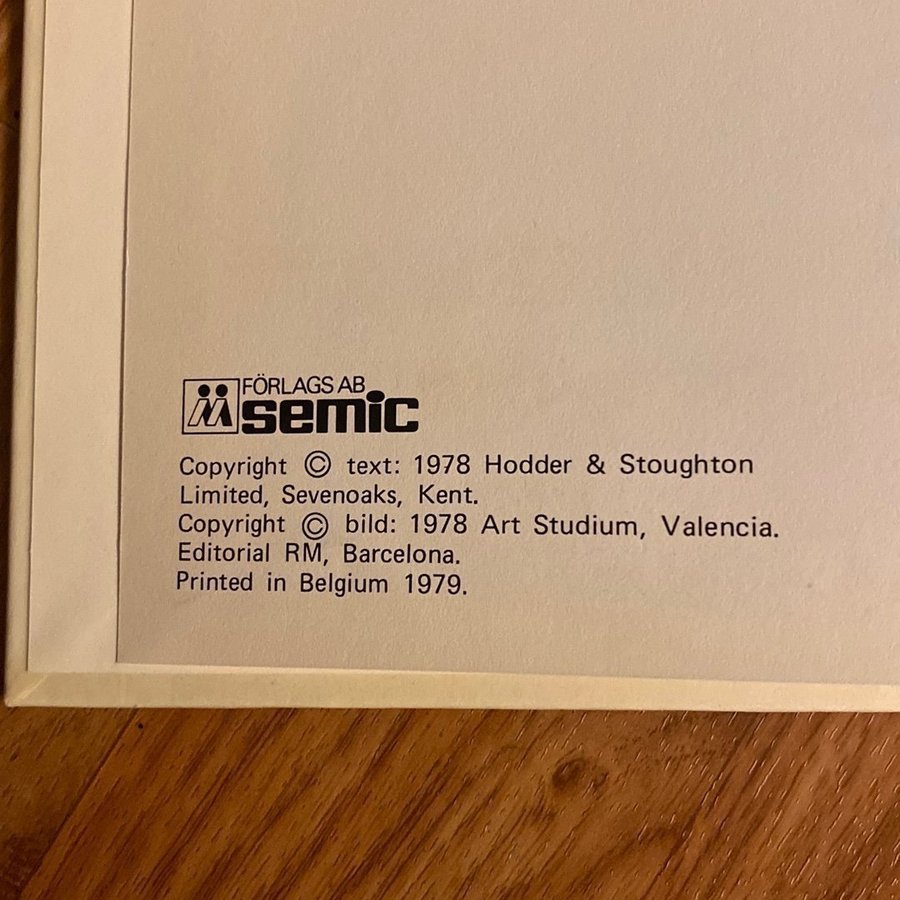 FÖRLAGS AB
semic
Copyright © text: 1978 Hodder & Stoughton
Limited, Sevenoaks, Kent.
Copyright © bild: 1978 Art Studium, Valencia.
Editorial RM, Barcelona.
Printed in Belgium 1979.